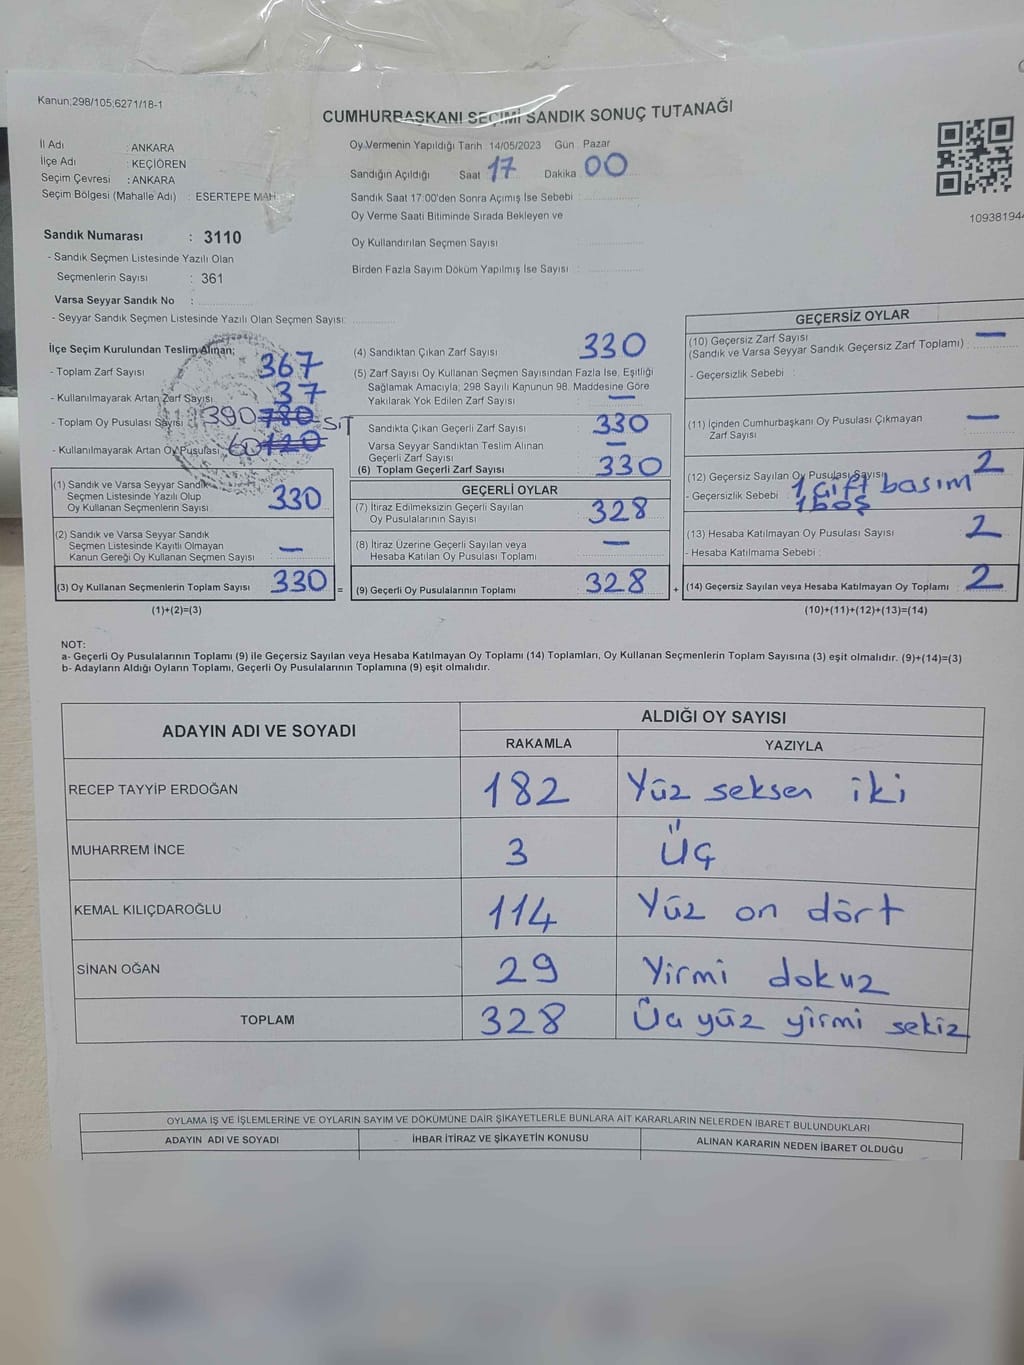 Kanun;298/105;6271/18-1
CUMHURBAŞKANI SEÇİMİ SANDIK SONUÇ TUTANAĞI
İl Adı : ANKARA
İlçe Adı : KEÇİÖREN
Seçim Çevresi : ANKARA
Seçim Bölgesi (Mahalle Adı) : ESERTEPE MAH.
Oy Vermenin Yapıldığı Tarih : 14/05/2023 Gün : Pazar
Sandığın Açıldığı Saat 17 Dakika 00
Sandık Saat 17:00'den Sonra Açılmış İse Sebebi :
Oy Verme Saati Bitiminde Sırada Bekleyen ve
Oy Kullandırılan Seçmen Sayısı
Birden Fazla Sayım Döküm Yapılmış İse Sayısı :
10938194
Sandık Numarası : 3110
- Sandık Seçmen Listesinde Yazılı Olan
Seçmenlerin Sayısı : 361
Varsa Seyyar Sandık No :
- Seyyar Sandık Seçmen Listesinde Yazılı Olan Seçmen Sayısı:
İlçe Seçim Kurulundan Teslim Alınan;
- Toplam Zarf Sayısı 367
- Kullanılmayarak Artan Zarf Sayısı 37
- Toplam Oy Pusulası Sayısı : 390 780
- Kullanılmayarak Artan Oy Pusulası 60 120
(1) Sandık ve Varsa Seyyar Sandık
Seçmen Listesinde Yazılı Olup
Oy Kullanan Seçmenlerin Sayısı 330
(2) Sandık ve Varsa Seyyar Sandık
Seçmen Listesinde Kayıtlı Olmayan
Kanun Gereği Oy Kullanan Seçmen Sayısı : —
(3) Oy Kullanan Seçmenlerin Toplam Sayısı : 330 =
(1)+(2)=(3)
(4) Sandıktan Çıkan Zarf Sayısı : 330
(5) Zarf Sayısı Oy Kullanan Seçmen Sayısından Fazla İse, Eşitliği
Sağlamak Amacıyla; 298 Sayılı Kanunun 98. Maddesine Göre
Yakılarak Yok Edilen Zarf Sayısı : —
Sandıkta Çıkan Geçerli Zarf Sayısı : 330
Varsa Seyyar Sandıktan Teslim Alınan
Geçerli Zarf Sayısı : —
(6) Toplam Geçerli Zarf Sayısı : 330
GEÇERLİ OYLAR
(7) İtiraz Edilmeksizin Geçerli Sayılan
Oy Pusulalarının Sayısı : 328
(8) İtiraz Üzerine Geçerli Sayılan veya
Hesaba Katılan Oy Pusulası Toplamı : —
(9) Geçerli Oy Pusulalarının Toplamı : 328 +
GEÇERSİZ OYLAR
(10) Geçersiz Zarf Sayısı
(Sandık ve Varsa Seyyar Sandık Geçersiz Zarf Toplamı) : —
- Geçersizlik Sebebi :
(11) İçinden Cumhurbaşkanı Oy Pusulası Çıkmayan
Zarf Sayısı —
(12) Geçersiz Sayılan Oy Pusulası Sayısı 2
- Geçersizlik Sebebi : 1 çift basım
1 boş
(13) Hesaba Katılmayan Oy Pusulası Sayısı 2
- Hesaba Katılmama Sebebi :
(14) Geçersiz Sayılan veya Hesaba Katılmayan Oy Toplamı : 2
(10)+(11)+(12)+(13)=(14)
NOT:
a- Geçerli Oy Pusulalarının Toplamı (9) ile Geçersiz Sayılan veya Hesaba Katılmayan Oy Toplamı (14) Toplamları, Oy Kullanan Seçmenlerin Toplam Sayısına (3) eşit olmalıdır. (9)+(14)=(3)
b- Adayların Aldığı Oyların Toplamı, Geçerli Oy Pusulalarının Toplamına (9) eşit olmalıdır.
ADAYIN ADI VE SOYADI ALDIĞI OY SAYISI
RAKAMLA YAZIYLA
RECEP TAYYİP ERDOĞAN 182 Yüz seksen iki
MUHARREM İNCE 3 Üç
KEMAL KILIÇDAROĞLU 114 Yüz on dört
SİNAN OĞAN 29 Yirmi dokuz
TOPLAM 328 Üç yüz yirmi sekiz
OYLAMA İŞ VE İŞLEMLERİNE VE OYLARIN SAYIM VE DÖKÜMÜNE DAİR ŞİKAYETLERLE BUNLARA AİT KARARLARIN NELERDEN İBARET BULUNDUKLARI
ADAYIN ADI VE SOYADI İHBAR İTİRAZ VE ŞİKAYETİN KONUSU ALINAN KARARIN NEDEN İBARET OLDUĞU